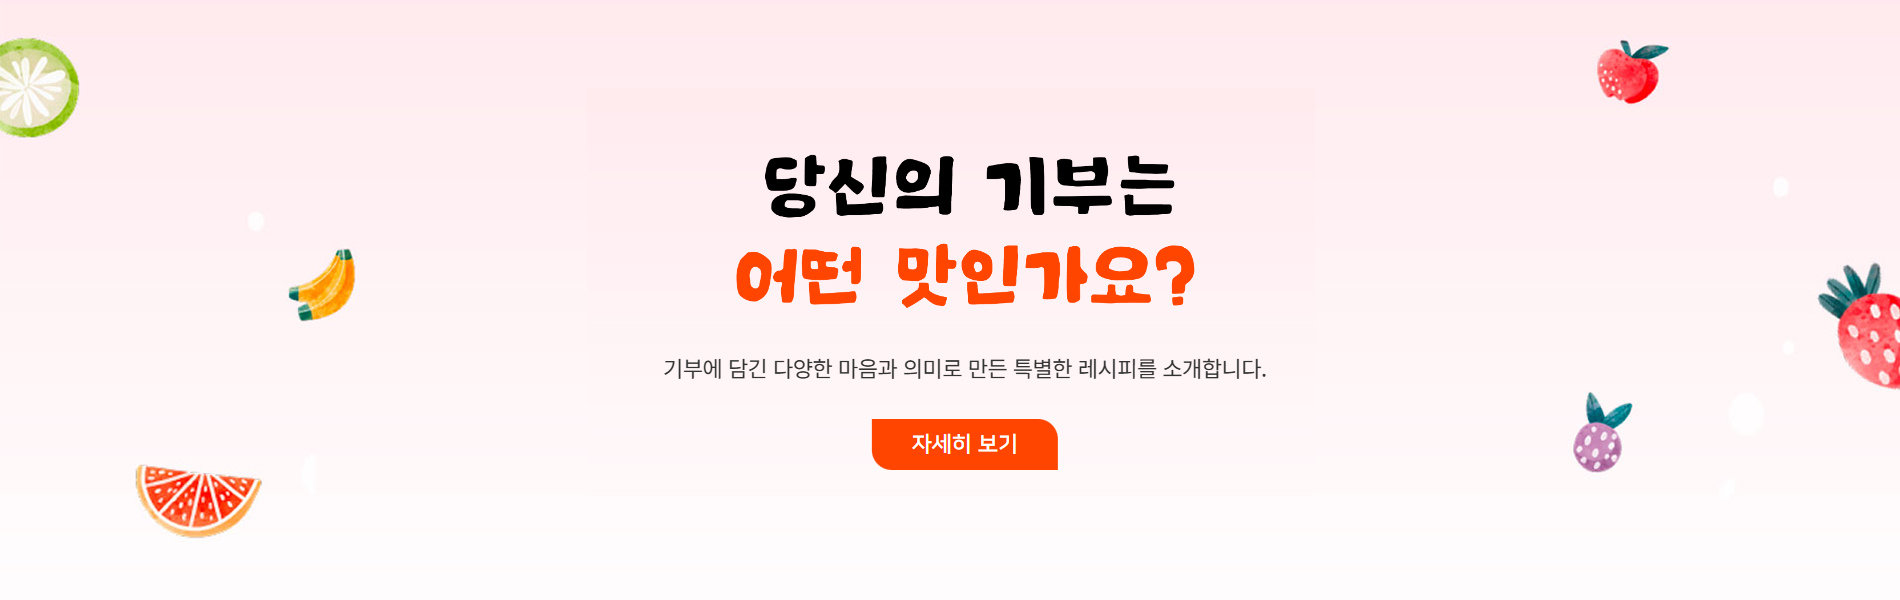 당신의 기부는
어떤 맛인가요?
기부에 담긴 다양한 마음과 의미로 만든 특별한 레시피를 소개합니다.
자세히 보기